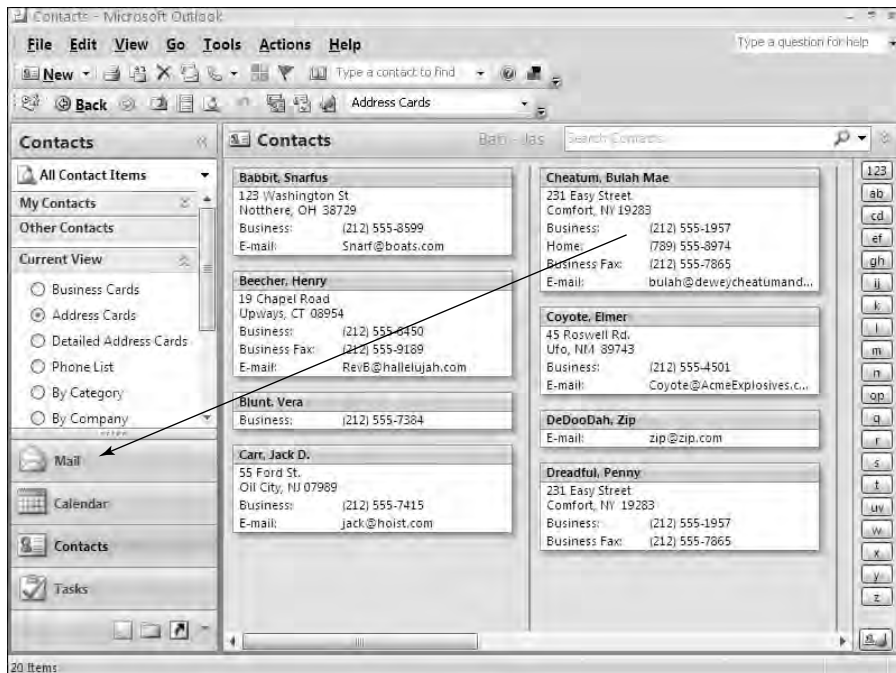 Contacts - Microsoft Outlook
File Edit View Go Tools Actions Help
Type a question for help
New
Type a contact to find
Back
Address Cards
Contacts
All Contact Items
My Contacts
Other Contacts
Current View
Business Cards
Address Cards
Detailed Address Cards
Phone List
By Category
By Company
Mail
Calendar
Contacts
Tasks
Contacts
Bab - Jas
Search Contacts
Babbit, Snarfus
123 Washington St
Notthere, OH 38729
Business: (212) 555-8599
E-mail: Snarf@boats.com
Beecher, Henry
19 Chapel Road
Upways, CT 08954
Business: (212) 555-6450
Business Fax: (212) 555-9189
E-mail: RevB@hallelujah.com
Blunt, Vera
Business: (212) 555-7384
Carr, Jack D.
55 Ford St.
Oil City, NJ 07989
Business: (212) 555-7415
E-mail: jack@hoist.com
Cheatum, Bulah Mae
231 Easy Street
Comfort, NY 19283
Business: (212) 555-1957
Home: (789) 555-8974
Business Fax: (212) 555-7865
E-mail: bulah@deweycheatumand...
Coyote, Elmer
45 Roswell Rd.
Ufo, NM 89743
Business: (212) 555-4501
E-mail: Coyote@AcmeExplosives.c...
DeDooDah, Zip
E-mail: zip@zip.com
Dreadful, Penny
231 Easy Street
Comfort, NY 19283
Business: (212) 555-1957
Business Fax: (212) 555-7865
123
ab
cd
ef
gh
ij
k
l
m
n
op
q
r
s
t
uv
w
x
y
z
20 Items